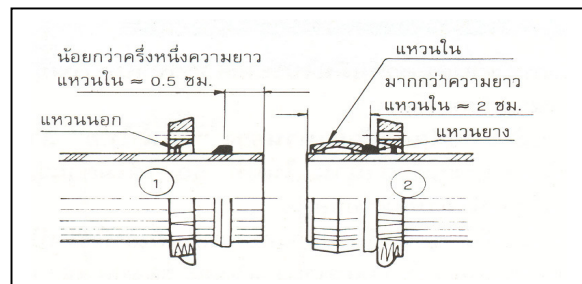 น้อยกว่าครึ่งหนึ่งความยาว
แหวนใน ≈ 0.5 ซม.
แหวนนอก
แหวนใน
มากกว่าความยาว
แหวนใน ≈ 2 ซม.
แหวนยาง
1
2